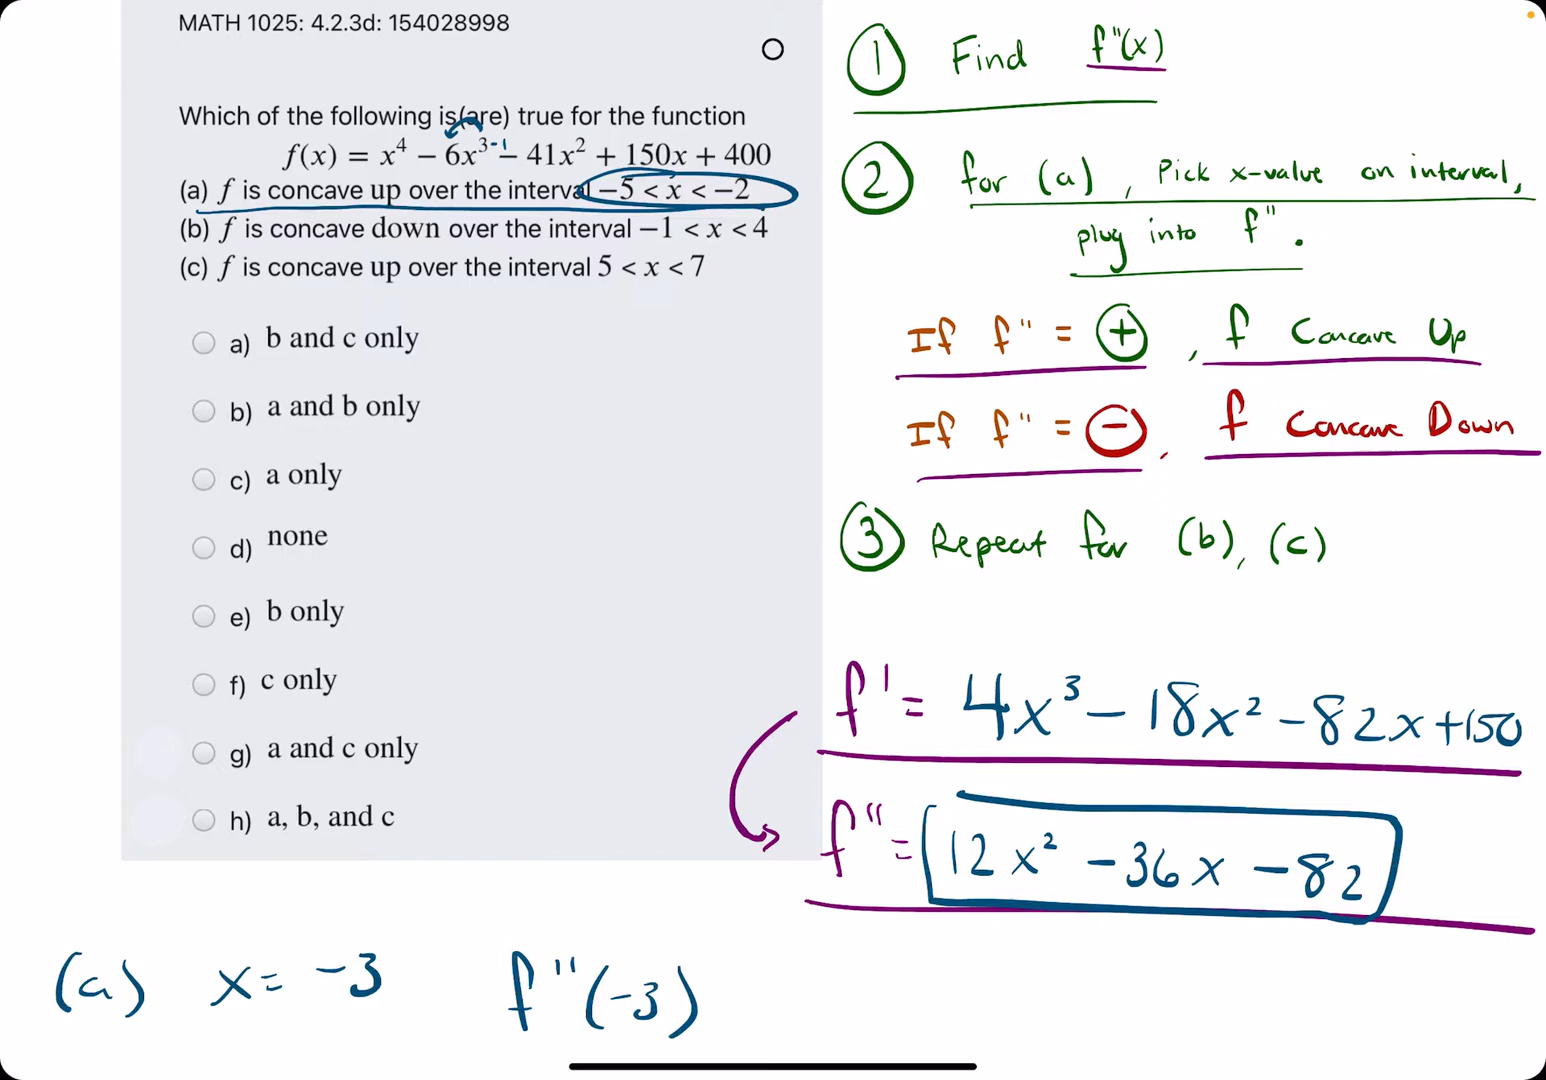 MATH 1025: 4.2.3d: 154028998
Which of the following is(are) true for the function
f(x) = x⁴ − 6x³⁻¹ − 41x² + 150x + 400
(a) f is concave up over the interval −5 < x < −2
(b) f is concave down over the interval −1 < x < 4
(c) f is concave up over the interval 5 < x < 7
a) b and c only
b) a and b only
c) a only
d) none
e) b only
f) c only
g) a and c only
h) a, b, and c
① Find f"(x)
② for (a), Pick x-value on interval,
plug into f".
If f" = +, f Concave Up
If f" = −, f Concave Down
③ Repeat for (b), (c)
f' = 4x³ − 18x² − 82x + 150
f" = 12x² − 36x − 82
(a) x = −3 f"(−3)